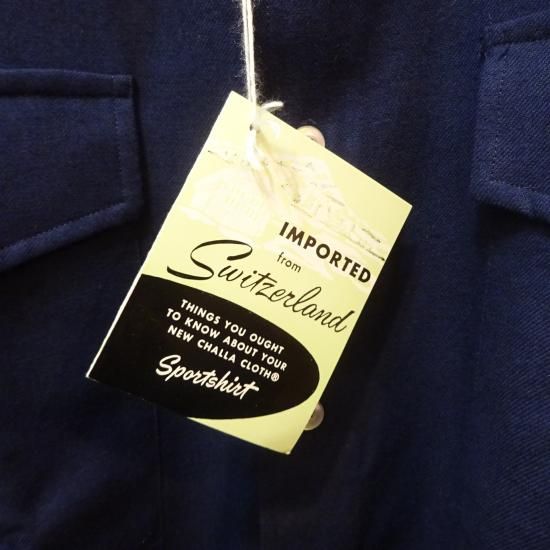 IMPORTED
from
Switzerland
THINGS YOU OUGHT
TO KNOW ABOUT YOUR
NEW CHALLA CLOTH®
Sportshirt